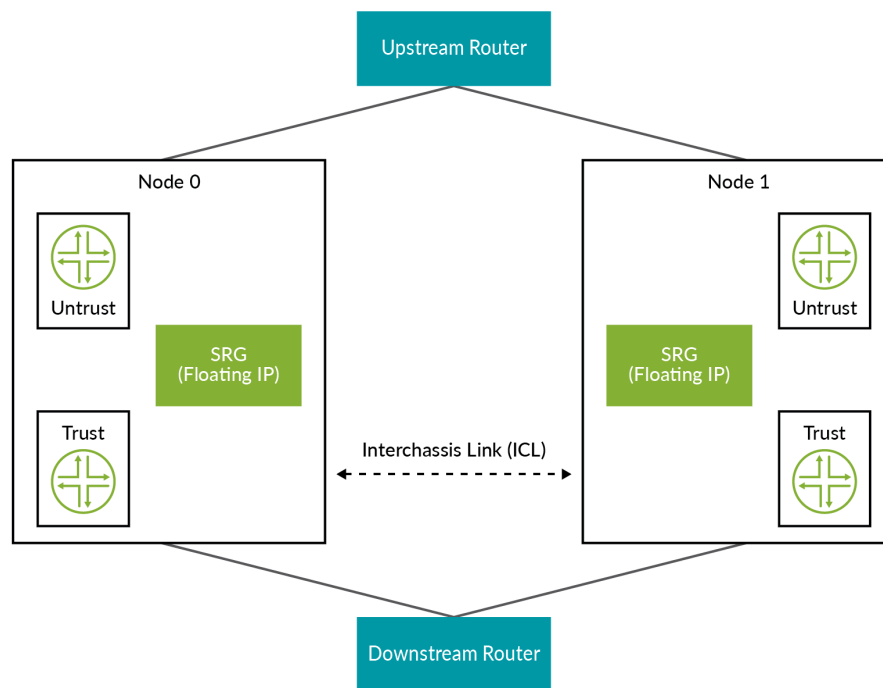 Upstream Router
Node 0
Node 1
Untrust
Untrust
SRG
(Floating IP)
SRG
(Floating IP)
Trust
Trust
Interchassis Link (ICL)
Downstream Router